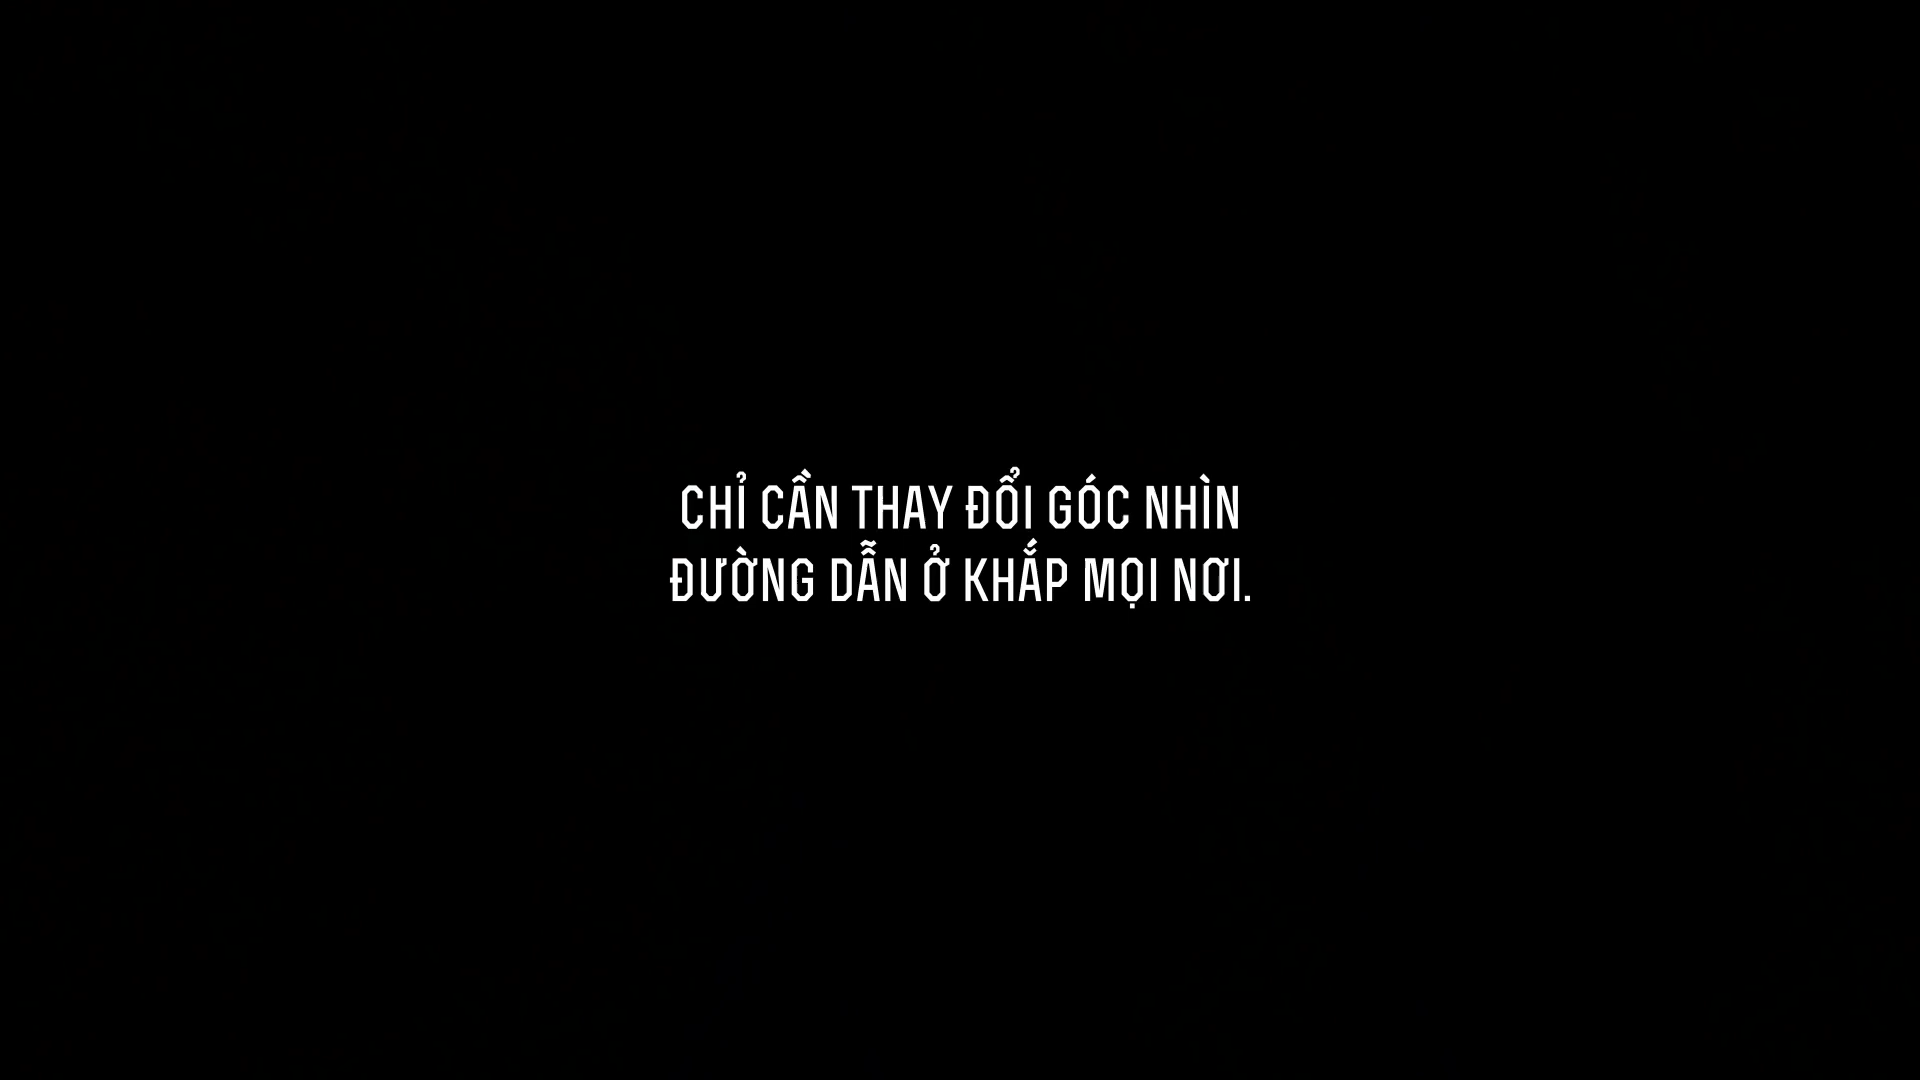 CHỈ CẦN THAY ĐỔI GÓC NHÌN
ĐƯỜNG DẪN Ở KHẮP MỌI NƠI.